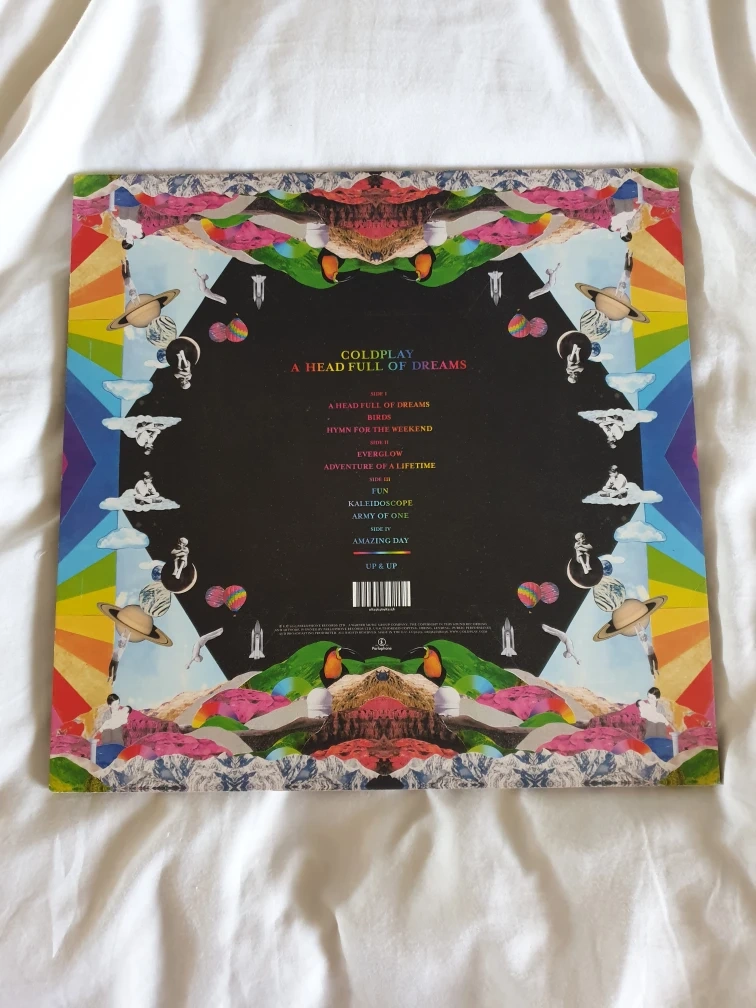 COLDPLAY
A HEAD FULL OF DREAMS
SIDE I
A HEAD FULL OF DREAMS
BIRDS
HYMN FOR THE WEEKEND
SIDE II
EVERGLOW
ADVENTURE OF A LIFETIME
SIDE III
FUN
KALEIDOSCOPE
ARMY OF ONE
SIDE IV
AMAZING DAY
UP & UP
Parlophone